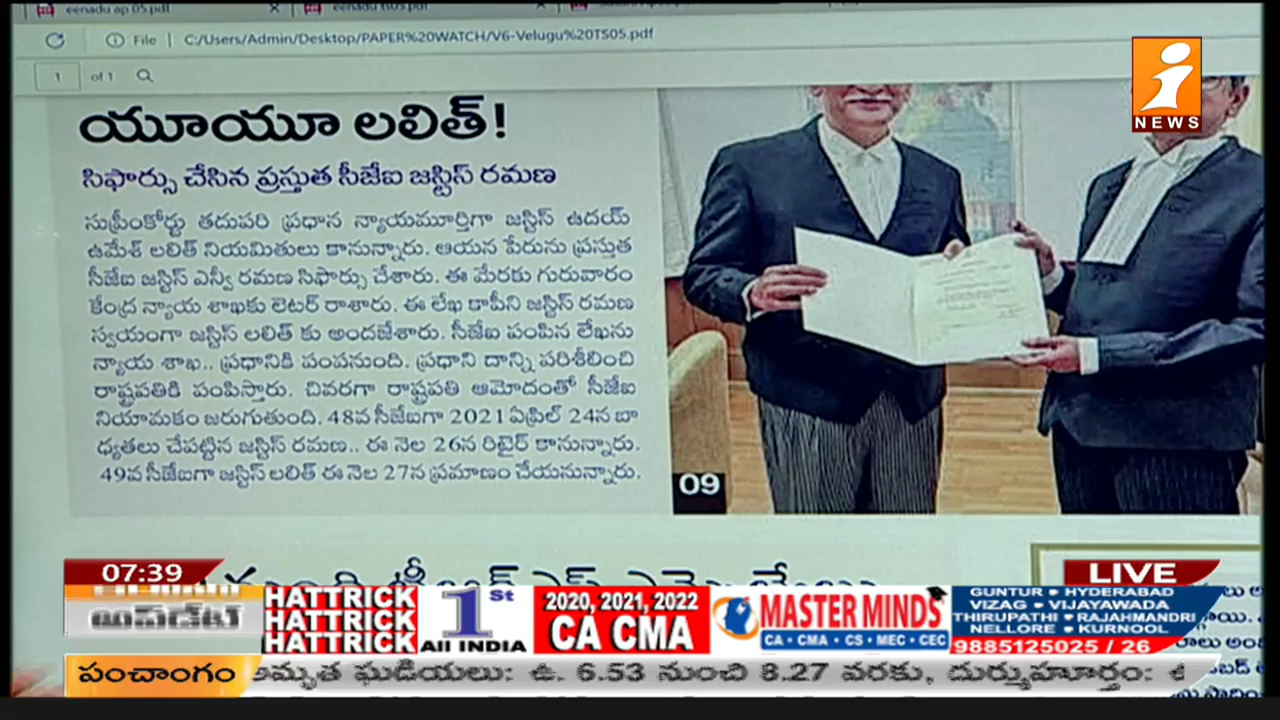 eenadu ap 05.pdf
File | C:/Users/Admin/Desktop/PAPER%20WATCH/V6-Velugu%20TS05.pdf
1 of 1
i
NEWS
యూయూ లలిత్!
సిఫార్సు చేసిన ప్రస్తుత సీజేఐ జస్టిస్ రమణ
సుప్రీంకోర్టు తదుపరి ప్రధాన న్యాయమూర్తిగా జస్టిస్ ఉదయ్
ఉమేశ్ లలిత్ నియమితులు కానున్నారు. ఆయన పేరును ప్రస్తుత
సీజేఐ జస్టిస్ ఎన్వీ రమణ సిఫార్సు చేశారు. ఈ మేరకు గురువారం
కేంద్ర న్యాయ శాఖకు లెటర్ రాశారు. ఈ లేఖ కాపీని జస్టిస్ రమణ
స్వయంగా జస్టిస్ లలిత్ కు అందజేశారు. సీజేఐ పంపిన లేఖను
న్యాయ శాఖ.. ప్రధానికి పంపనుంది. ప్రధాని దాన్ని పరిశీలించి
రాష్ట్రపతికి పంపిస్తారు. చివరగా రాష్ట్రపతి ఆమోదంతో సీజేఐ
నియామకం జరుగుతుంది. 48వ సీజేఐగా 2021 ఏప్రిల్ 24న బా
ధ్యతలు చేపట్టిన జస్టిస్ రమణ.. ఈ నెల 26న రిటైర్ కానున్నారు.
49వ సీజేఐగా జస్టిస్ లలిత్ ఈ నెల 27న ప్రమాణం చేయనున్నారు.
09
07:39
LIVE
అప్‌డేట్
HATTRICK
HATTRICK
HATTRICK
1St
All INDIA
2020, 2021, 2022
CA CMA
MASTER MINDS
CA • CMA • CS • MEC • CEC
GUNTUR • HYDERABAD
VIZAG • VIJAYAWADA
THIRUPATHI • RAJAHMANDRI
NELLORE • KURNOOL
9885125025 / 26
పంచాంగం
అమృత ఘడియలు: ఉ. 6.53 నుంచి 8.27 వరకు, దుర్ముహూర్తం: ఉ